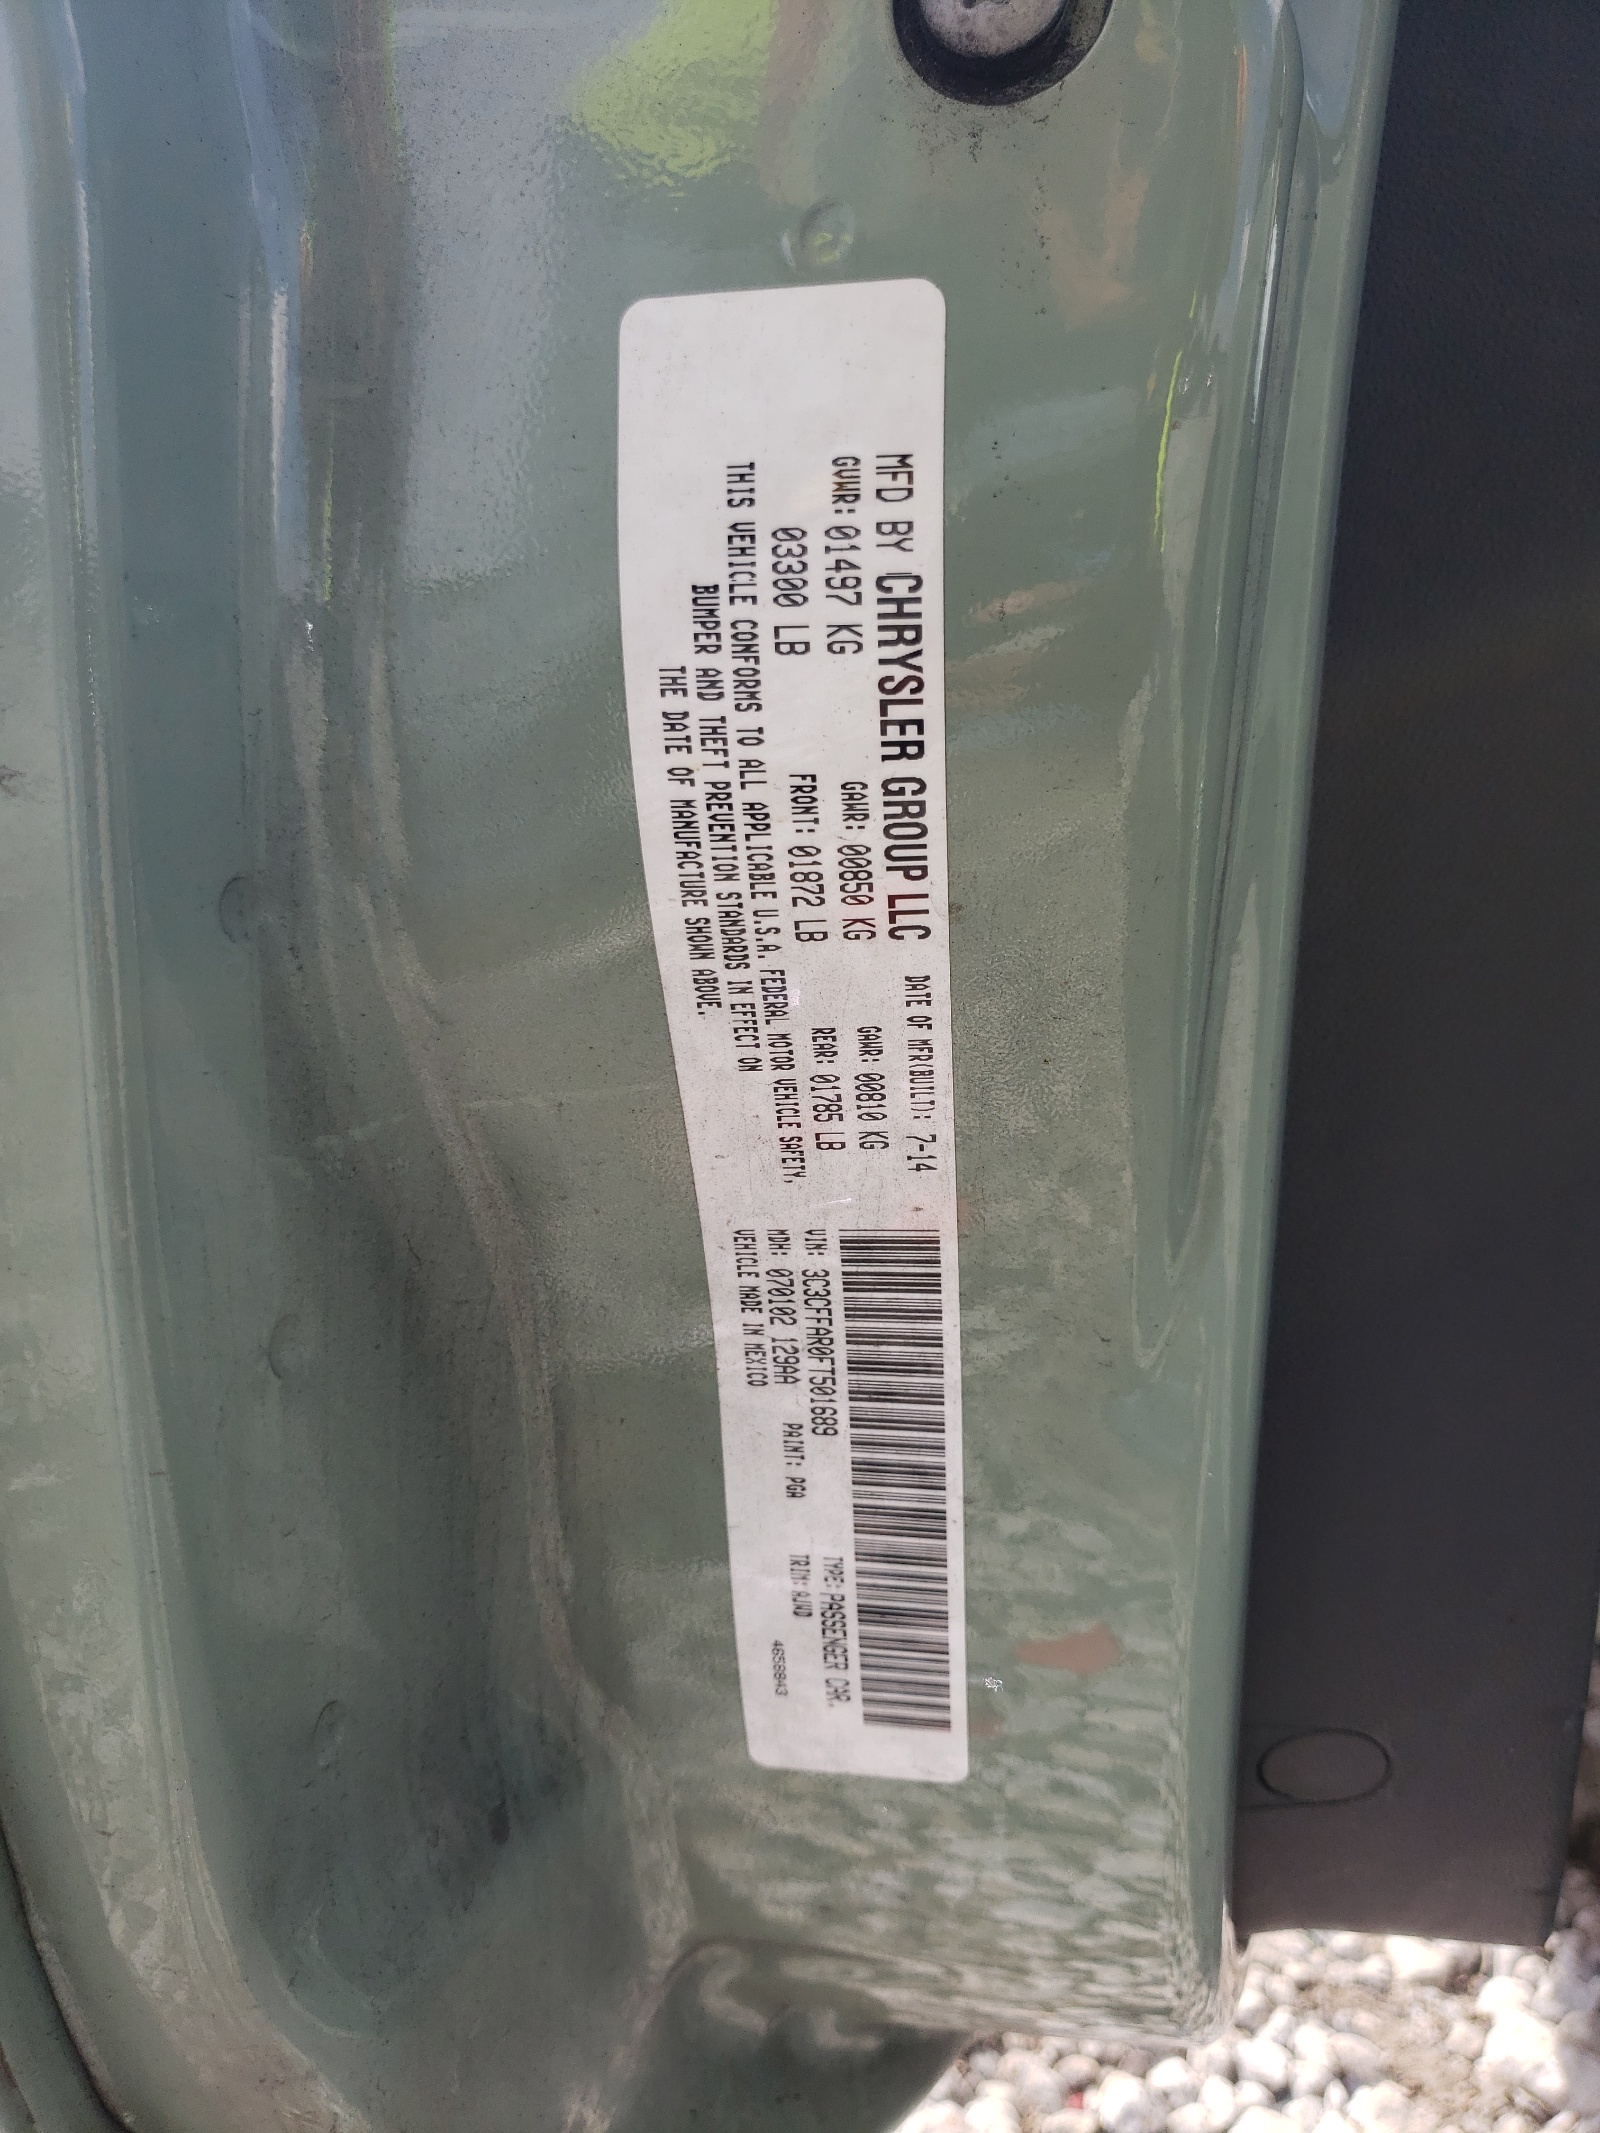 MFD BY CHRYSLER GROUP LLC DATE OF MFR(BUILT): 7-14
GVWR: 01497 KG GAWR: 00850 KG GAWR: 00810 KG
03300 LB FRONT: 01872 LB REAR: 01785 LB
THIS VEHICLE CONFORMS TO ALL APPLICABLE U.S.A. FEDERAL MOTOR VEHICLE SAFETY,
BUMPER AND THEFT PREVENTION STANDARDS IN EFFECT ON
THE DATE OF MANUFACTURE SHOWN ABOVE.
VIN: 3C3CFFAR0FT501689 TYPE: PASSENGER CAR.
MDH: 070102 129AA PAINT: PGA TRIM: AJWD
VEHICLE MADE IN MEXICO 4658843